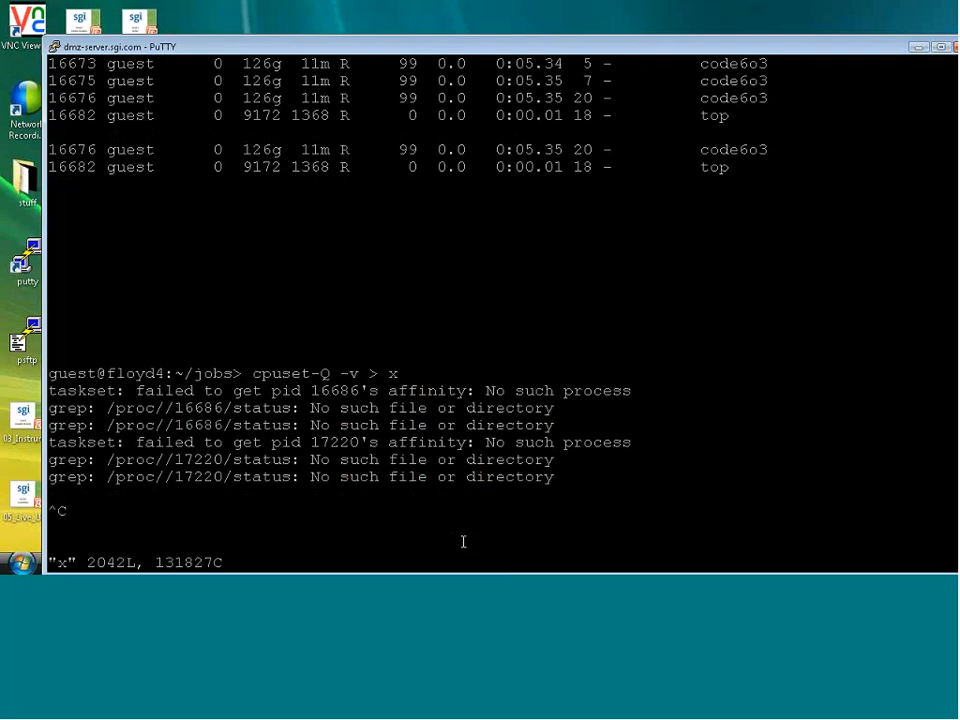 sgi
sgi
VNC View
dmz-server.sgi.com - PuTTY
16673 guest 0 126g 11m R 99 0.0 0:05.34 5 - code6o3
16675 guest 0 126g 11m R 99 0.0 0:05.35 7 - code6o3
16676 guest 0 126g 11m R 99 0.0 0:05.35 20 - code6o3
16682 guest 0 9172 1368 R 0 0.0 0:00.01 18 - top
16676 guest 0 126g 11m R 99 0.0 0:05.35 20 - code6o3
16682 guest 0 9172 1368 R 0 0.0 0:00.01 18 - top
Network
Recordi...
stuff
putty
psftp
sgi
03_Instrum
sgi
05_Live_L
guest@floyd4:~/jobs> cpuset-Q -v > x
taskset: failed to get pid 16686's affinity: No such process
grep: /proc//16686/status: No such file or directory
grep: /proc//16686/status: No such file or directory
taskset: failed to get pid 17220's affinity: No such process
grep: /proc//17220/status: No such file or directory
grep: /proc//17220/status: No such file or directory
^C
"x" 2042L, 131827C